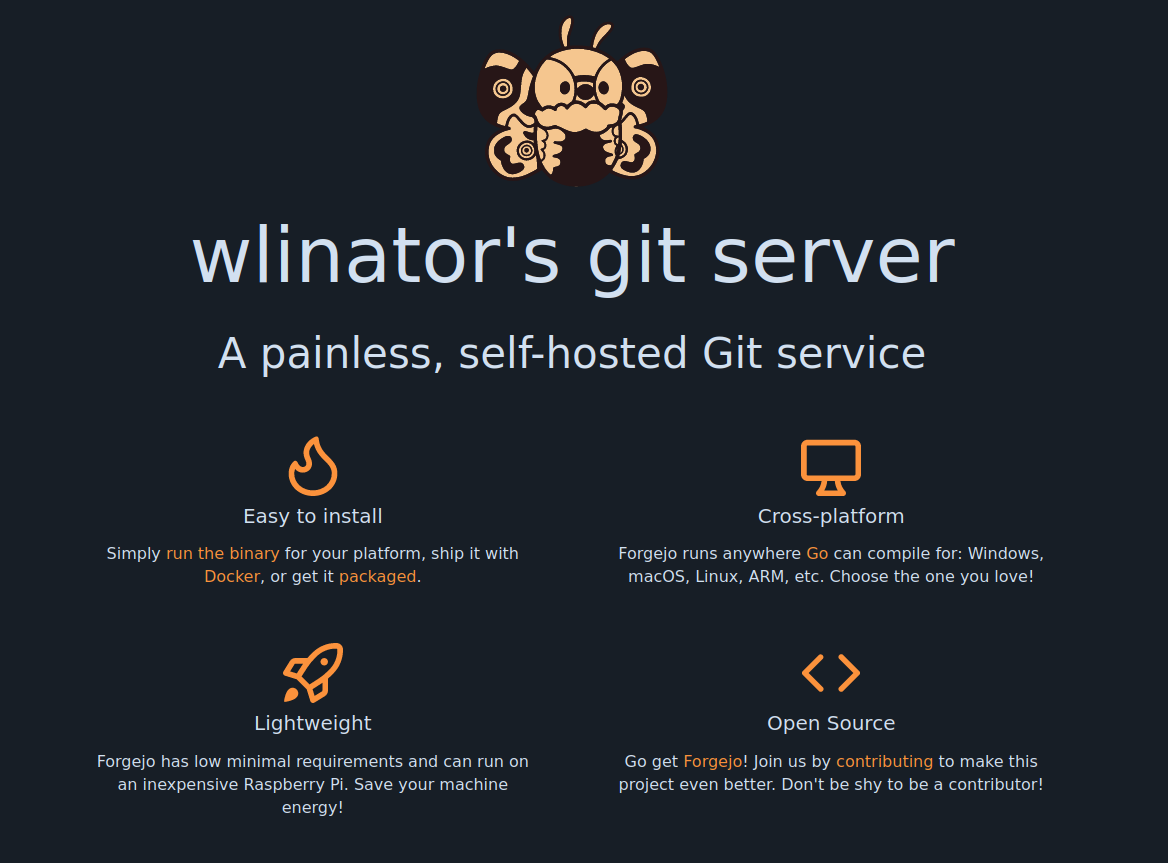 wlinator's git server
A painless, self-hosted Git service
Easy to install
Simply run the binary for your platform, ship it with
Docker, or get it packaged.
Cross-platform
Forgejo runs anywhere Go can compile for: Windows,
macOS, Linux, ARM, etc. Choose the one you love!
Lightweight
Forgejo has low minimal requirements and can run on
an inexpensive Raspberry Pi. Save your machine
energy!
Open Source
Go get Forgejo! Join us by contributing to make this
project even better. Don't be shy to be a contributor!